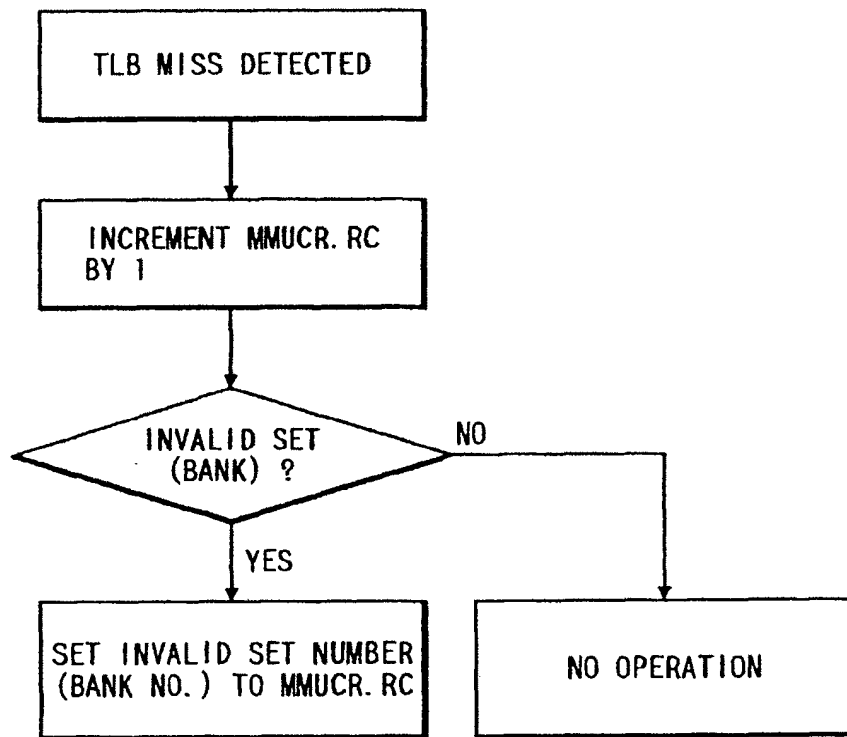 TLB MISS DETECTED
INCREMENT MMUCR.RC
BY 1
INVALID SET
(BANK) ?
NO
YES
SET INVALID SET NUMBER
(BANK NO.) TO MMUCR.RC
NO OPERATION